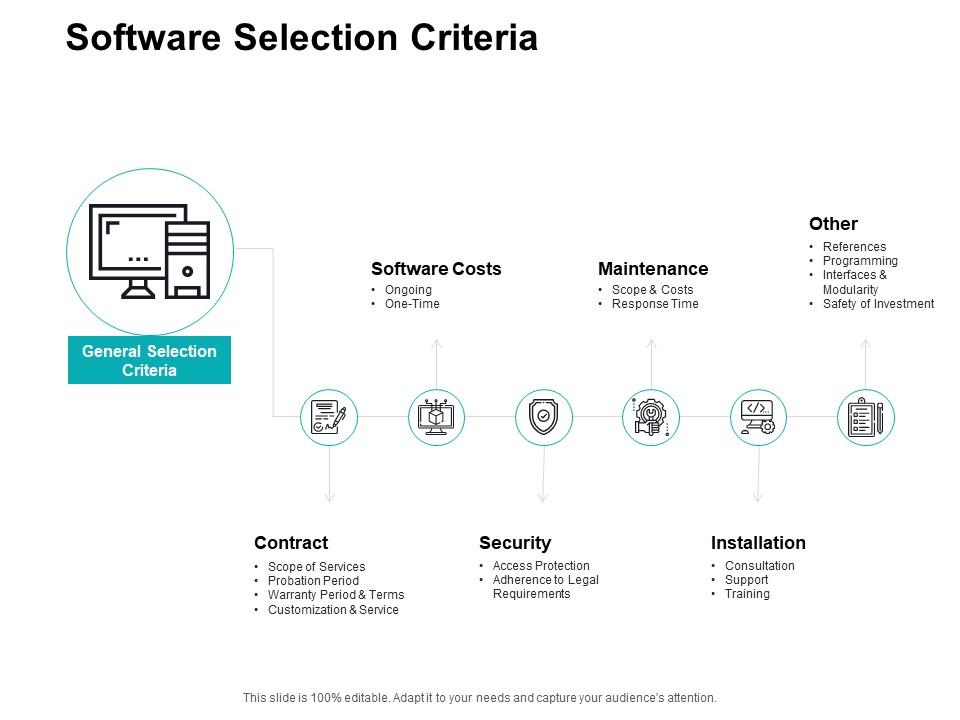 Software Selection Criteria
General Selection
Criteria
Contract
• Scope of Services
• Probation Period
• Warranty Period & Terms
• Customization & Service
Software Costs
• Ongoing
• One-Time
Security
• Access Protection
• Adherence to Legal
Requirements
Maintenance
• Scope & Costs
• Response Time
</...
Installation
• Consultation
• Support
• Training
Other
• References
• Programming
• Interfaces &
Modularity
• Safety of Investment
This slide is 100% editable. Adapt it to your needs and capture your audience's attention.